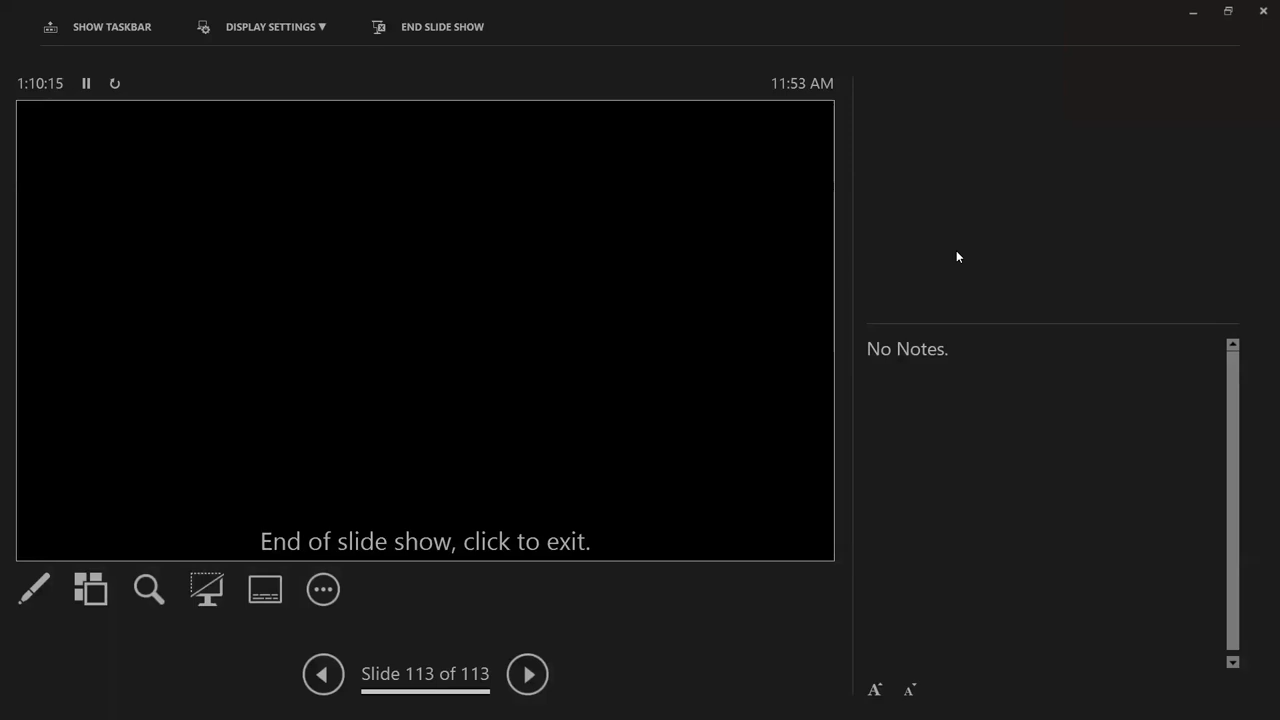 SHOW TASKBAR DISPLAY SETTINGS ▼ END SLIDE SHOW
1:10:15 11:53 AM
End of slide show, click to exit.
No Notes.
Slide 113 of 113
A A